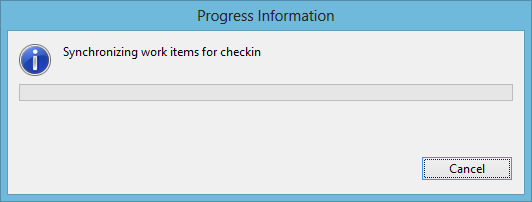 Progress Information
Synchronizing work items for checkin
Cancel